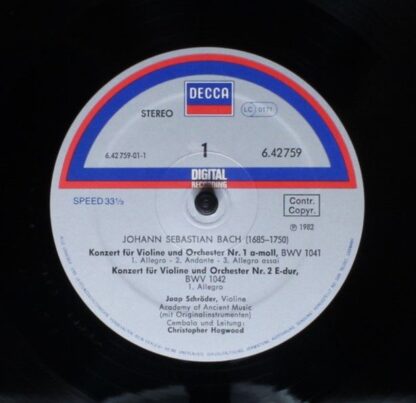 DECCA
STEREO
LC 0171
6.42759-01-1
1
6.42759
DIGITAL
RECORDING
SPEED 33⅓
Contr.
Copyr.
℗ 1982
JOHANN SEBASTIAN BACH (1685–1750)
Konzert für Violine und Orchester Nr. 1 a-moll, BWV 1041
1. Allegro - 2. Andante - 3. Allegro assai
Konzert für Violine und Orchester Nr. 2 E-dur,
BWV 1042
1. Allegro
Jaap Schröder, Violine
Academy of Ancient Music
(mit Originalinstrumenten)
Cembalo und Leitung:
Christopher Hogwood